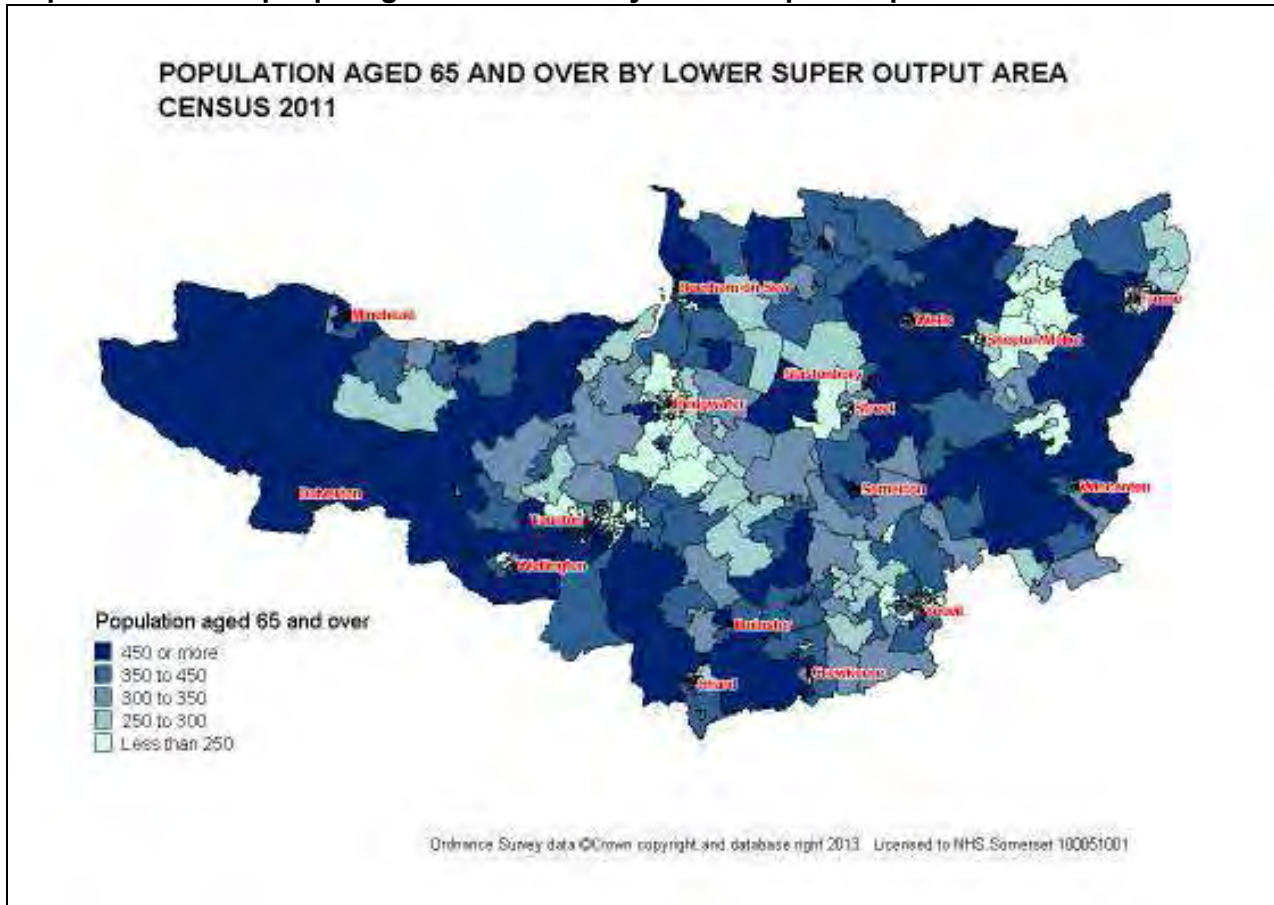 POPULATION AGED 65 AND OVER BY LOWER SUPER OUTPUT AREA
CENSUS 2011
Burnham-on-Sea
Minehead
Frome
Wells
Shepton Mallet
Glastonbury
Bridgwater
Street
Dulverton
Somerton
Wincanton
Taunton
Wellington
Yeovil
Ilminster
Chard
Crewkerne
Population aged 65 and over
450 or more
350 to 450
300 to 350
250 to 300
Less than 250
Ordnance Survey data ©Crown copyright and database right 2013. Licensed to NHS Somerset 100051001